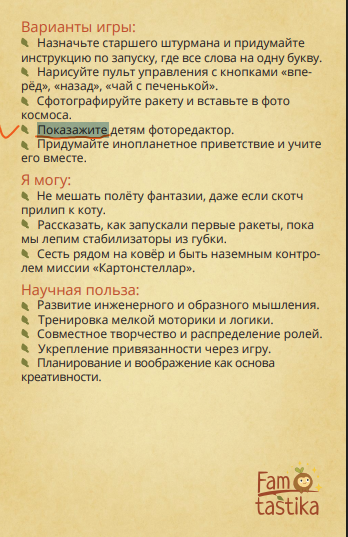 Варианты игры:
Назначьте старшего штурмана и придумайте
инструкцию по запуску, где все слова на одну букву.
Нарисуйте пульт управления с кнопками «впе-
рёд», «назад», «чай с печенькой».
Сфотографируйте ракету и вставьте в фото
космоса.
Показажите детям фоторедактор.
Придумайте инопланетное приветствие и учите
его вместе.
Я могу:
Не мешать полёту фантазии, даже если скотч
прилип к коту.
Рассказать, как запускали первые ракеты, пока
мы лепим стабилизаторы из губки.
Сесть рядом на ковёр и быть наземным контро-
лем миссии «Картонстеллар».
Научная польза:
Развитие инженерного и образного мышления.
Тренировка мелкой моторики и логики.
Совместное творчество и распределение ролей.
Укрепление привязанности через игру.
Планирование и воображение как основа
креативности.
Fam
tastika